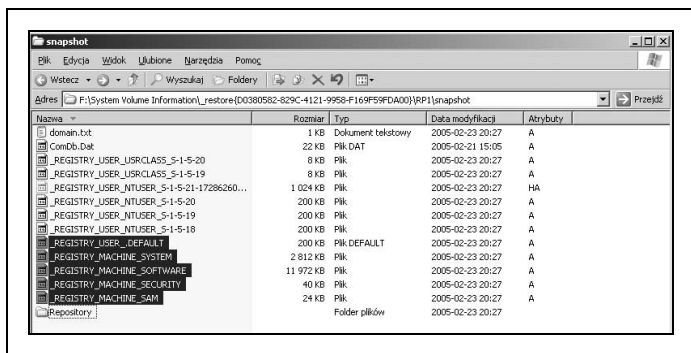 snapshot
Plik Edycja Widok Ulubione Narzędzia Pomoc
Wstecz Wyszukaj Foldery
Adres F:\System Volume Information\_restore{D0380582-829C-4121-9958-F169F59FDA00}\RP1\snapshot Przejdź
Nazwa Rozmiar Typ Data modyfikacji Atrybuty
domain.txt 1 KB Dokument tekstowy 2005-02-23 20:27 A
ComDb.Dat 22 KB Plik DAT 2005-02-21 15:05 A
_REGISTRY_USER_USRCLASS_S-1-5-20 8 KB Plik 2005-02-23 20:27 A
_REGISTRY_USER_USRCLASS_S-1-5-19 8 KB Plik 2005-02-23 20:27 A
_REGISTRY_USER_NTUSER_S-1-5-21-17286260... 1 024 KB Plik 2005-02-23 20:27 HA
_REGISTRY_USER_NTUSER_S-1-5-20 200 KB Plik 2005-02-23 20:27 A
_REGISTRY_USER_NTUSER_S-1-5-19 200 KB Plik 2005-02-23 20:27 A
_REGISTRY_USER_NTUSER_S-1-5-18 200 KB Plik 2005-02-23 20:27 A
_REGISTRY_USER_.DEFAULT 200 KB Plik DEFAULT 2005-02-23 20:27 A
_REGISTRY_MACHINE_SYSTEM 2 812 KB Plik 2005-02-23 20:27 A
_REGISTRY_MACHINE_SOFTWARE 11 972 KB Plik 2005-02-23 20:27 A
_REGISTRY_MACHINE_SECURITY 40 KB Plik 2005-02-23 20:27 A
_REGISTRY_MACHINE_SAM 24 KB Plik 2005-02-23 20:27 A
Repository Folder plików 2005-02-23 20:27